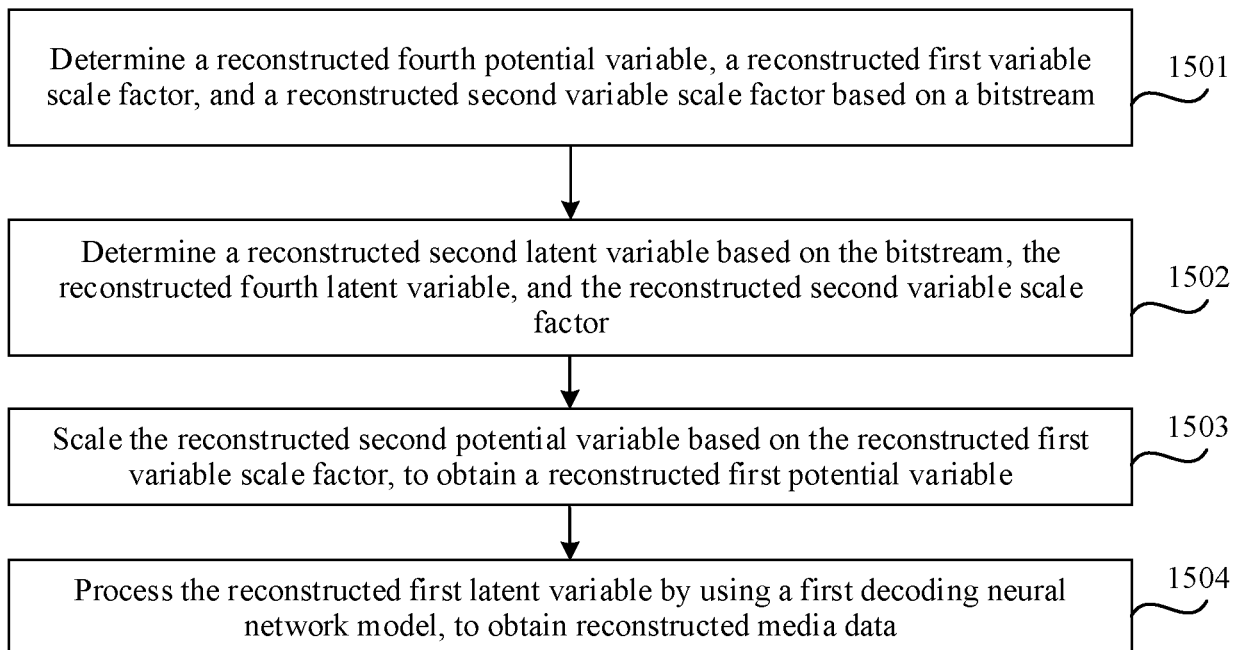 Determine a reconstructed fourth potential variable, a reconstructed first variable
scale factor, and a reconstructed second variable scale factor based on a bitstream
1501
Determine a reconstructed second latent variable based on the bitstream, the
reconstructed fourth latent variable, and the reconstructed second variable scale
factor
1502
Scale the reconstructed second potential variable based on the reconstructed first
variable scale factor, to obtain a reconstructed first potential variable
1503
Process the reconstructed first latent variable by using a first decoding neural
network model, to obtain reconstructed media data
1504